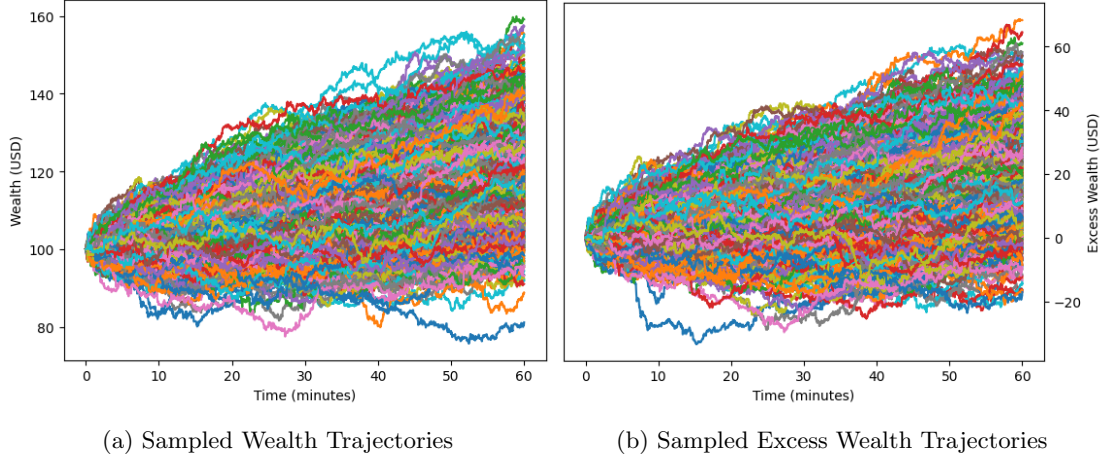 160
140
120
100
80
Wealth (USD)
0 10 20 30 40 50 60
Time (minutes)
60
40
20
0
−20
Excess Wealth (USD)
0 10 20 30 40 50 60
Time (minutes)
(a) Sampled Wealth Trajectories
(b) Sampled Excess Wealth Trajectories